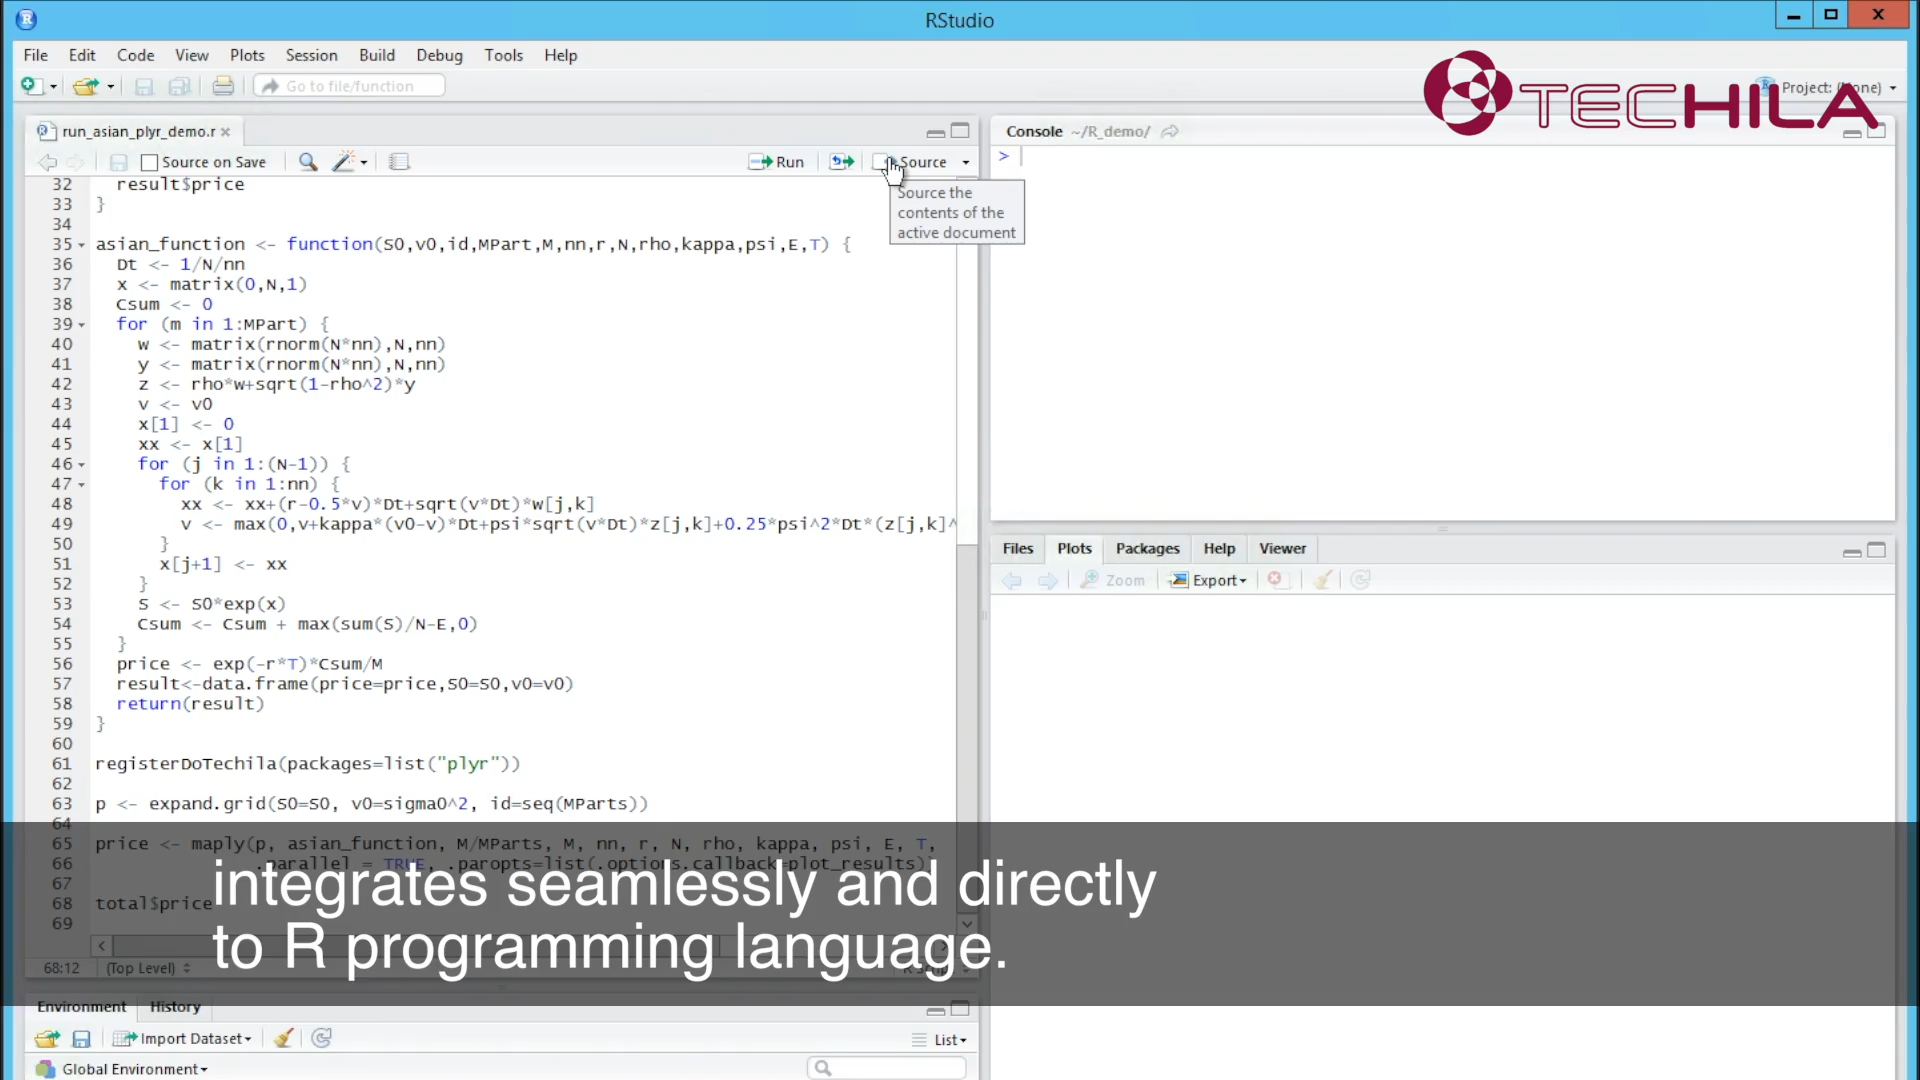 RStudio
File Edit Code View Plots Session Build Debug Tools Help
Go to file/function
Project: (None)
TECHILA
run_asian_plyr_demo.r
Source on Save
Run
Source
Source the
contents of the
active document
32 result$price
33 }
34
35 asian_function <- function(S0,v0,id,MPart,M,nn,r,N,rho,kappa,psi,E,T) {
36 Dt <- 1/N/nn
37 x <- matrix(0,N,1)
38 Csum <- 0
39 for (m in 1:MPart) {
40 w <- matrix(rnorm(N*nn),N,nn)
41 y <- matrix(rnorm(N*nn),N,nn)
42 z <- rho*w+sqrt(1-rho^2)*y
43 v <- v0
44 x[1] <- 0
45 xx <- x[1]
46 for (j in 1:(N-1)) {
47 for (k in 1:nn) {
48 xx <- xx+(r-0.5*v)*Dt+sqrt(v*Dt)*w[j,k]
49 v <- max(0,v+kappa*(v0-v)*Dt+psi*sqrt(v*Dt)*z[j,k]+0.25*psi^2*Dt*(z[j,k]^
50 }
51 x[j+1] <- xx
52 }
53 S <- S0*exp(x)
54 Csum <- Csum + max(sum(S)/N-E,0)
55 }
56 price <- exp(-r*T)*Csum/M
57 result<-data.frame(price=price,S0=S0,v0=v0)
58 return(result)
59 }
60
61 registerDoTechila(packages=list("plyr"))
62
63 p <- expand.grid(S0=S0, v0=sigma0^2, id=seq(MParts))
64
65 price <- maply(p, asian_function, M/MParts, M, nn, r, N, rho, kappa, psi, E, T,
66 .parallel = TRUE, .paropts=list(.options.callback=plot_results))
67
68 total$price
69
68:12 (Top Level) R Script
integrates seamlessly and directly
to R programming language.
Environment History
Import Dataset
List
Global Environment
Console ~/R_demo/
>
Files Plots Packages Help Viewer
Zoom Export